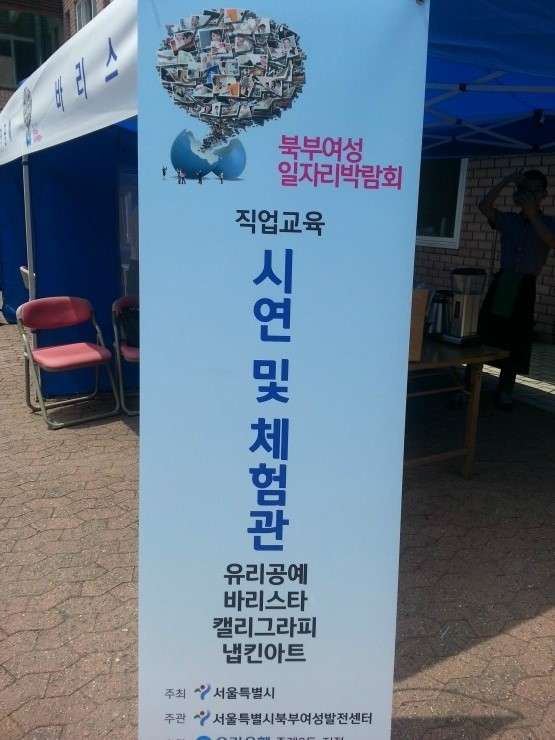 바리스
북부여성
일자리박람회
직업교육
시연 및 체험관
유리공예
바리스타
캘리그라피
냅킨아트
주최 서울특별시
주관 서울특별시북부여성발전센터